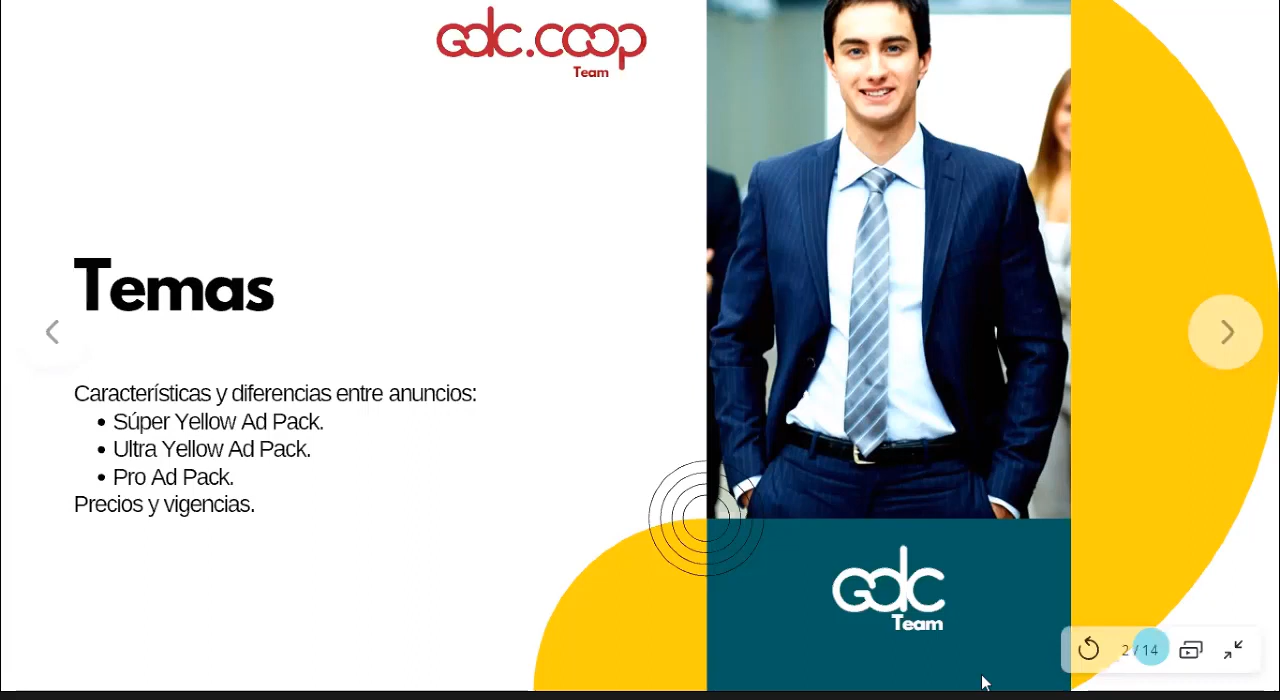 gdc.coop
Team
Temas
Características y diferencias entre anuncios:
• Súper Yellow Ad Pack.
• Ultra Yellow Ad Pack.
• Pro Ad Pack.
Precios y vigencias.
gdc
Team
2 / 14